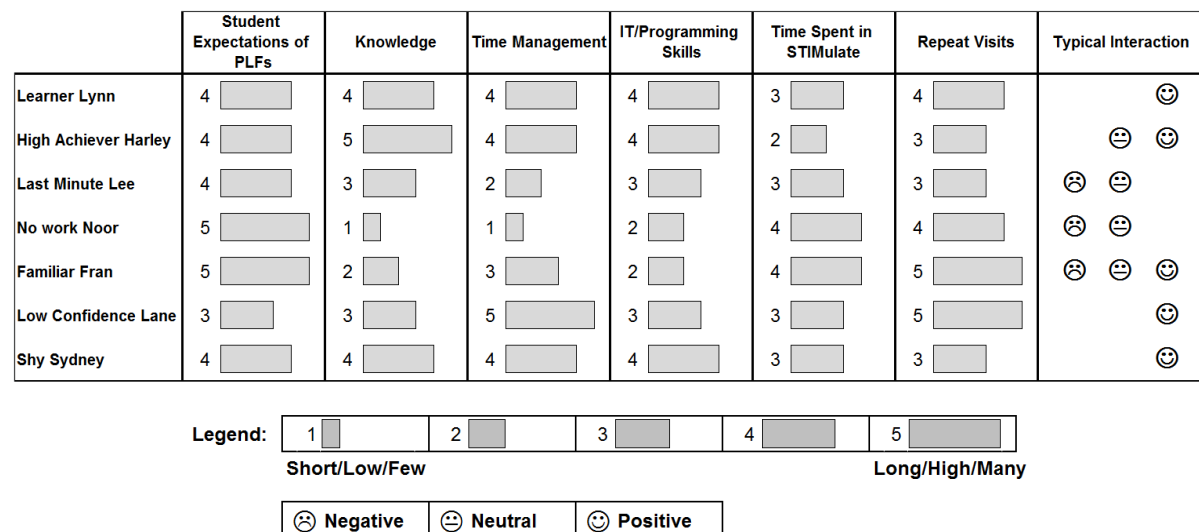 Student Expectations of PLFs Knowledge Time Management IT/Programming Skills Time Spent in STIMulate Repeat Visits Typical Interaction
Learner Lynn 4 4 4 4 3 4
High Achiever Harley 4 5 4 4 2 3
Last Minute Lee 4 3 2 3 3 3
No work Noor 5 1 1 2 4 4
Familiar Fran 5 2 3 2 4 5
Low Confidence Lane 3 3 5 3 3 5
Shy Sydney 4 4 4 4 3 3
Legend: 1 2 3 4 5
Short/Low/Few Long/High/Many
Negative Neutral Positive